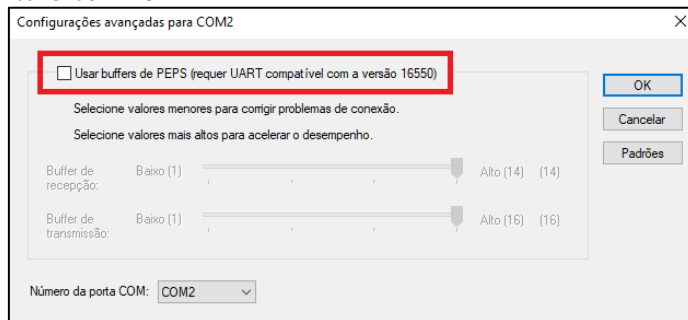 Configurações avançadas para COM2
Usar buffers de PEPS (requer UART compatível com a versão 16550)
OK
Selecione valores menores para corrigir problemas de conexão.
Cancelar
Selecione valores mais altos para acelerar o desempenho.
Padrões
Buffer de recepção: Baixo (1) Alto (14) (14)
Buffer de transmissão: Baixo (1) Alto (16) (16)
Número da porta COM: COM2